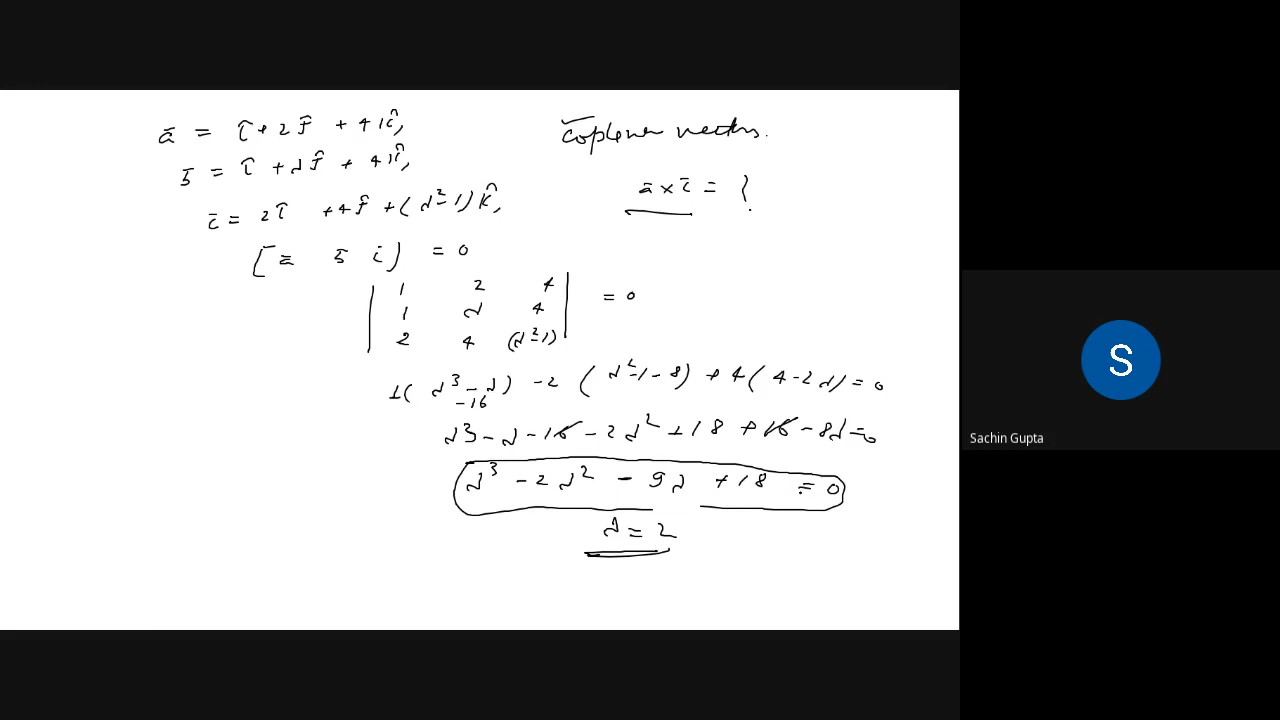 ā = î + 2ĵ + 4k̂,
b̄ = î + λĵ + 4k̂,
c̄ = 2î + 4ĵ + (λ² - 1)k̂,
coplaner vectors.
ā × c̄ = ?
[ā b̄ c̄] = 0
| 1 2 4 |
| 1 λ 4 | = 0
| 2 4 (λ²-1) |
1(λ³ - λ - 16) - 2(λ² - 1 - 8) + 4(4 - 2λ) = 0
λ³ - λ - 16 - 2λ² + 18 + 16 - 8λ = 0
λ³ - 2λ² - 9λ + 18 = 0
λ = 2
S
Sachin Gupta